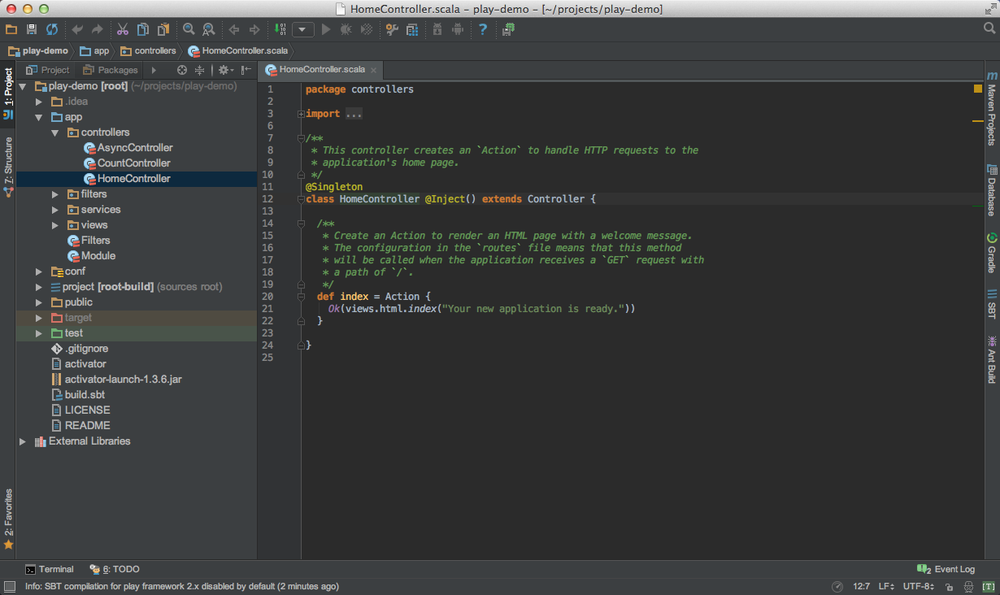 HomeController.scala - play-demo - [~/projects/play-demo]
play-demo app controllers HomeController.scala
Project Packages
HomeController.scala
1: Project
7: Structure
2: Favorites
play-demo [root] (~/projects/play-demo)
.idea
app
controllers
AsyncController
CountController
HomeController
filters
services
views
Filters
Module
conf
project [root-build] (sources root)
public
target
test
.gitignore
activator
activator-launch-1.3.6.jar
build.sbt
LICENSE
README
External Libraries
1 package controllers
2
3 import ...
6
7 /**
8 * This controller creates an `Action` to handle HTTP requests to the
9 * application's home page.
10 */
11 @Singleton
12 class HomeController @Inject() extends Controller {
13
14 /**
15 * Create an Action to render an HTML page with a welcome message.
16 * The configuration in the `routes` file means that this method
17 * will be called when the application receives a `GET` request with
18 * a path of `/`.
19 */
20 def index = Action {
21 Ok(views.html.index("Your new application is ready."))
22 }
23
24 }
25
Maven Projects
Database
Gradle
SBT
Ant Build
Terminal 6: TODO 2 Event Log
Info: SBT compilation for play framework 2.x disabled by default (2 minutes ago) 12:7 LF UTF-8 [T]